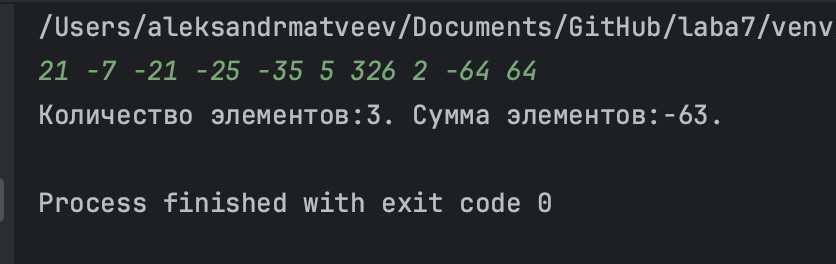 /Users/aleksandrmatveev/Documents/GitHub/laba7/venv
21 -7 -21 -25 -35 5 326 2 -64 64
Количество элементов:3. Сумма элементов:-63.
Process finished with exit code 0